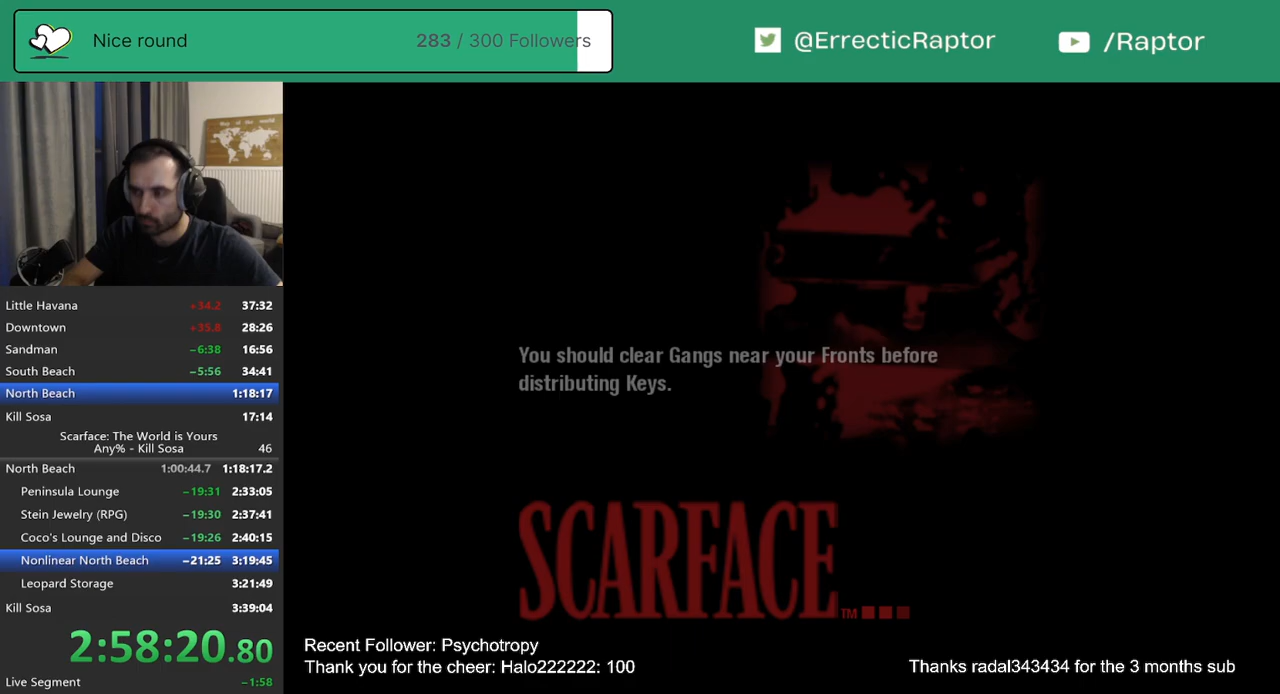 Nice round
283 / 300 Followers
@ErrecticRaptor
/Raptor
Map of the world
Little Havana +34.2 37:32
Downtown +35.8 28:26
Sandman −6:38 16:56
South Beach −5:56 34:41
North Beach 1:18:17
Kill Sosa 17:14
Scarface: The World is Yours
Any% - Kill Sosa 46
North Beach 1:00:44.7 1:18:17.2
Peninsula Lounge −19:31 2:33:05
Stein Jewelry (RPG) −19:30 2:37:41
Coco's Lounge and Disco −19:26 2:40:15
Nonlinear North Beach −21:25 3:19:45
Leopard Storage 3:21:49
Kill Sosa 3:39:04
2:58:20.80
Live Segment −1:58
You should clear Gangs near your Fronts before
distributing Keys.
SCARFACE™
Recent Follower: Psychotropy
Thank you for the cheer: Halo222222: 100
Thanks radal343434 for the 3 months sub